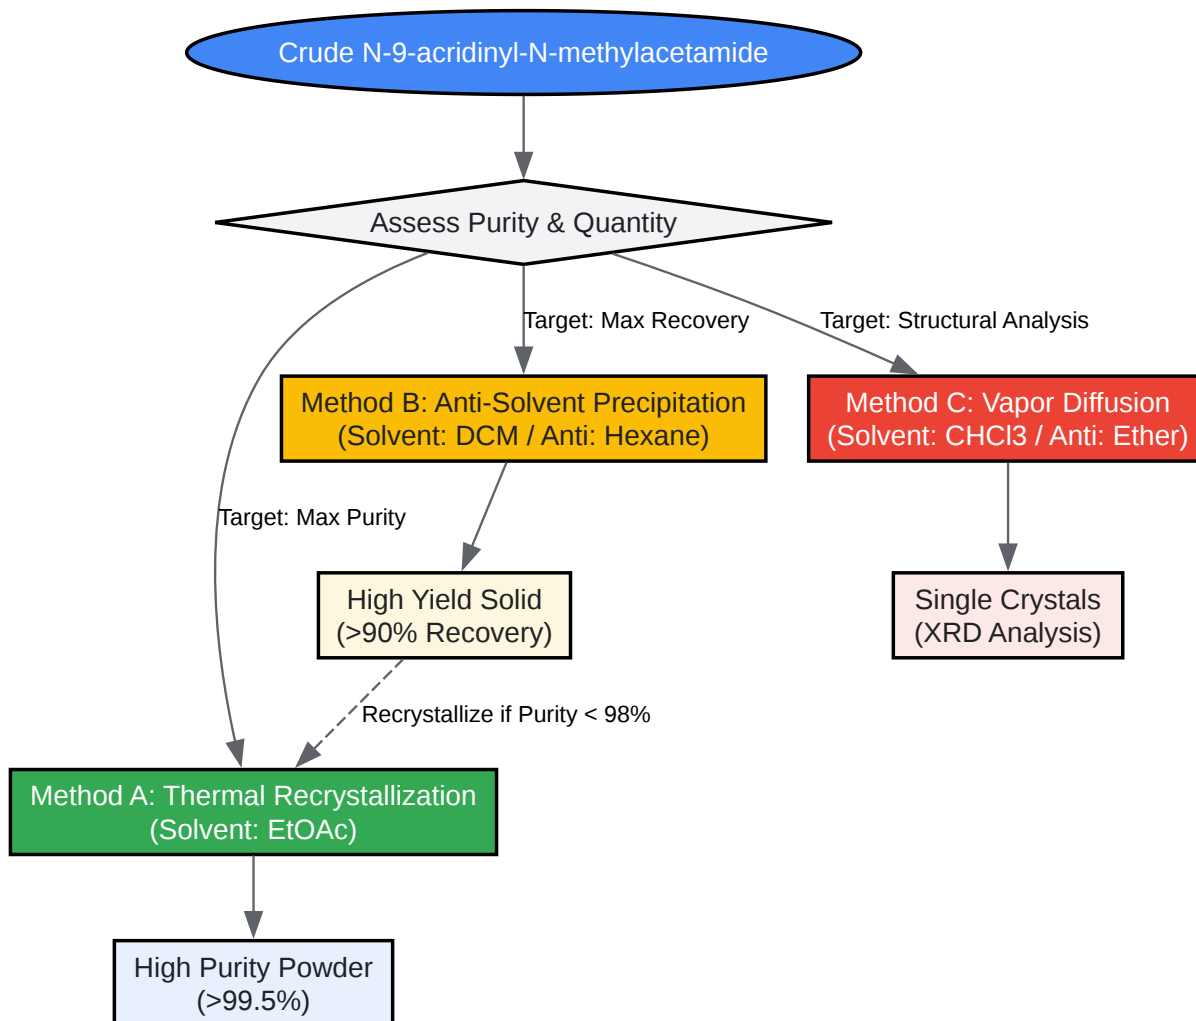 Crude N-9-acridinyl-N-methylacetamide
Assess Purity & Quantity
Target: Max Recovery
Target: Structural Analysis
Method B: Anti-Solvent Precipitation
(Solvent: DCM / Anti: Hexane)
Method C: Vapor Diffusion
(Solvent: CHCl3 / Anti: Ether)
Target: Max Purity
High Yield Solid
(>90% Recovery)
Single Crystals
(XRD Analysis)
Recrystallize if Purity < 98%
Method A: Thermal Recrystallization
(Solvent: EtOAc)
High Purity Powder
(>99.5%)